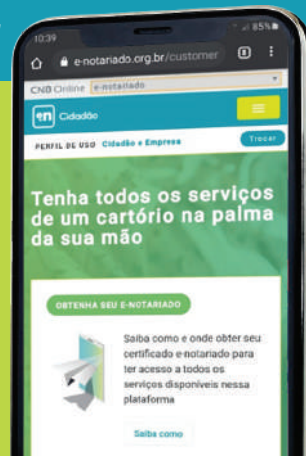 10:39
85%
e-notariado.org.br/customer
CND Online e-notariado
en Cidadão
PERFIL DE USO Cidadão e Empresa Trocar
Tenha todos os serviços
de um cartório na palma
da sua mão
OBTENHA SEU E-NOTARIADO
Saiba como e onde obter seu
certificado e-notariado para
ter acesso a todos os
serviços disponíveis nessa
plataforma
Saiba como